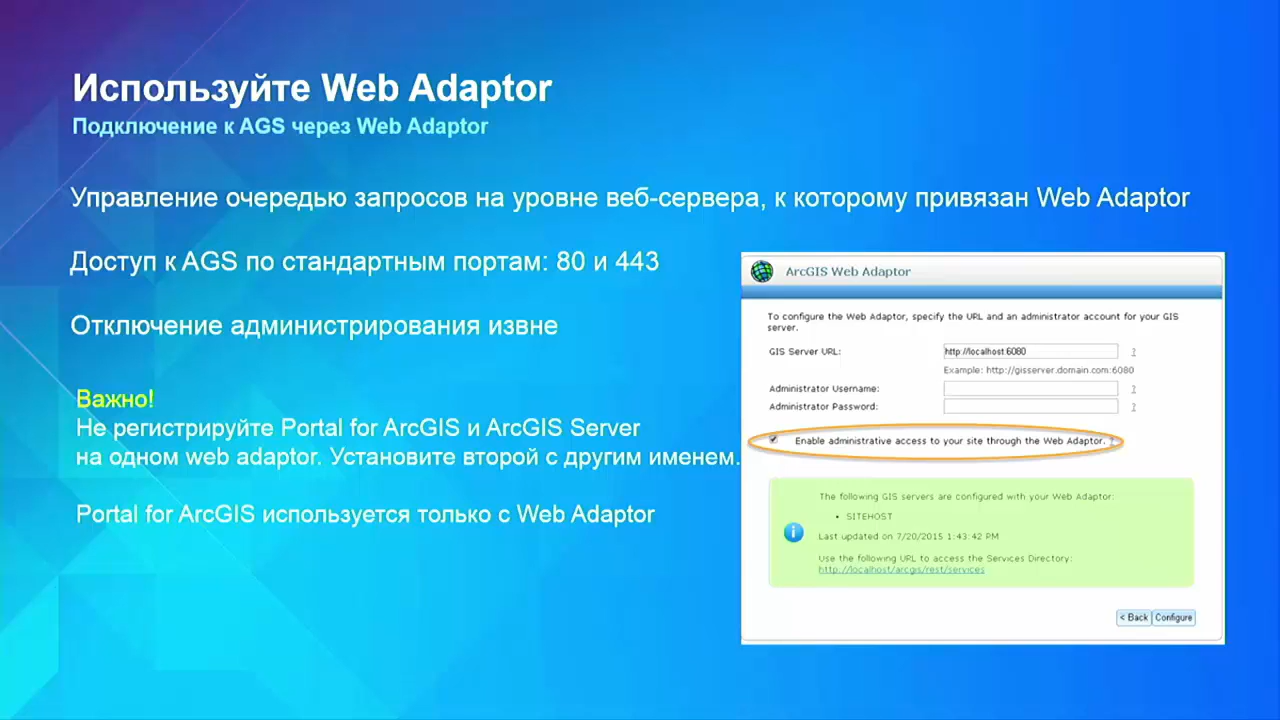 Используйте Web Adaptor
Подключение к AGS через Web Adaptor
Управление очередью запросов на уровне веб-сервера, к которому привязан Web Adaptor
Доступ к AGS по стандартным портам: 80 и 443
Отключение администрирования извне
Важно!
Не регистрируйте Portal for ArcGIS и ArcGIS Server
на одном web adaptor. Установите второй с другим именем.
Portal for ArcGIS используется только с Web Adaptor
ArcGIS Web Adaptor
To configure the Web Adaptor, specify the URL and an administrator account for your GIS
server.
GIS Server URL: http://localhost:6080 ?
Example: http://gisserver.domain.com:6080
Administrator Username: ?
Administrator Password: ?
Enable administrative access to your site through the Web Adaptor. ?
The following GIS servers are configured with your Web Adaptor:
• SITEHOST
Last updated on 7/20/2015 1:43:42 PM
Use the following URL to access the Services Directory:
http://localhost/arcgis/rest/services
< Back Configure